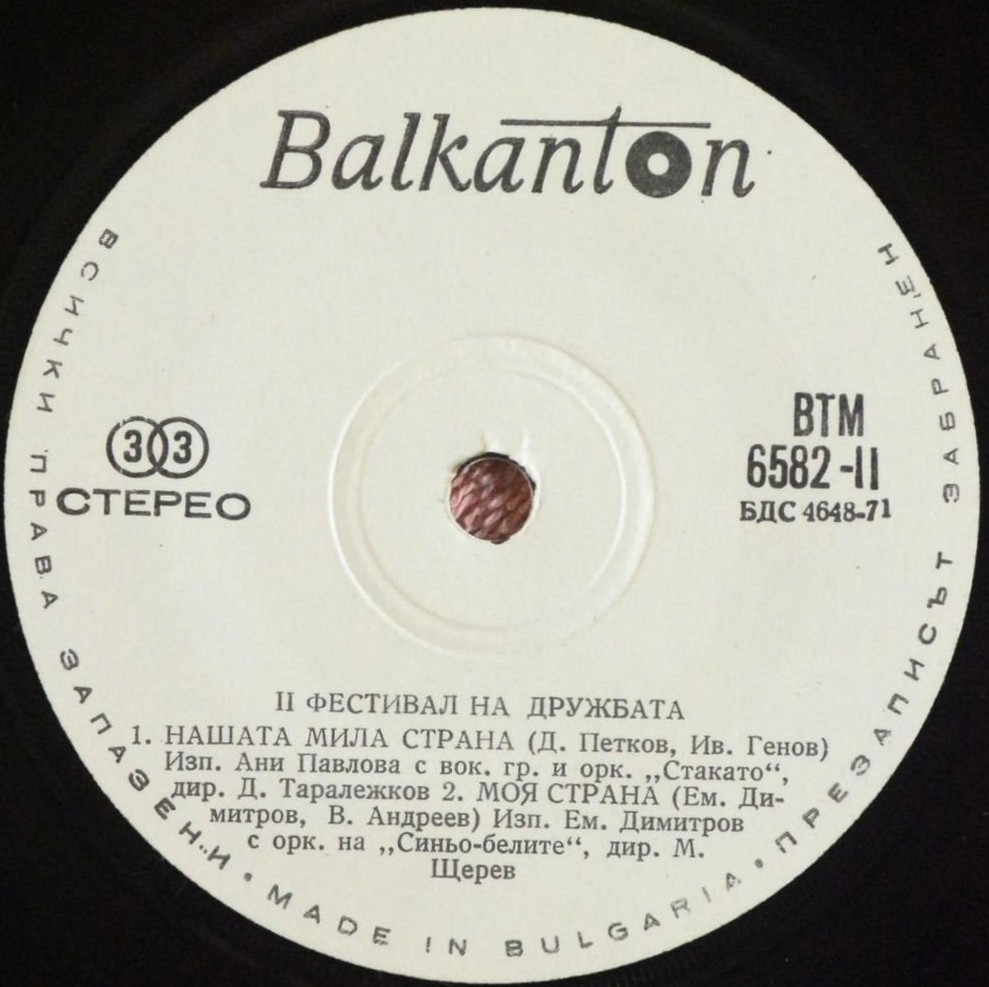 Balkanton
33
СТЕРЕО
ВТМ
6582-II
БДС 4648-71
II ФЕСТИВАЛ НА ДРУЖБАТА
1. НАШАТА МИЛА СТРАНА (Д. Петков, Ив. Генов)
Изп. Ани Павлова с вок. гр. и орк. „Стакато“,
дир. Д. Таралежков 2. МОЯ СТРАНА (Ем. Ди-
митров, В. Андреев) Изп. Ем. Димитров
с орк. на „Синьо-белите“, дир. М.
Щерев
ВСИЧКИ ПРАВА ЗАПАЗЕНИ • MADE IN BULGARIA • ПРЕЗАПИСЪТ ЗАБРАНЕН